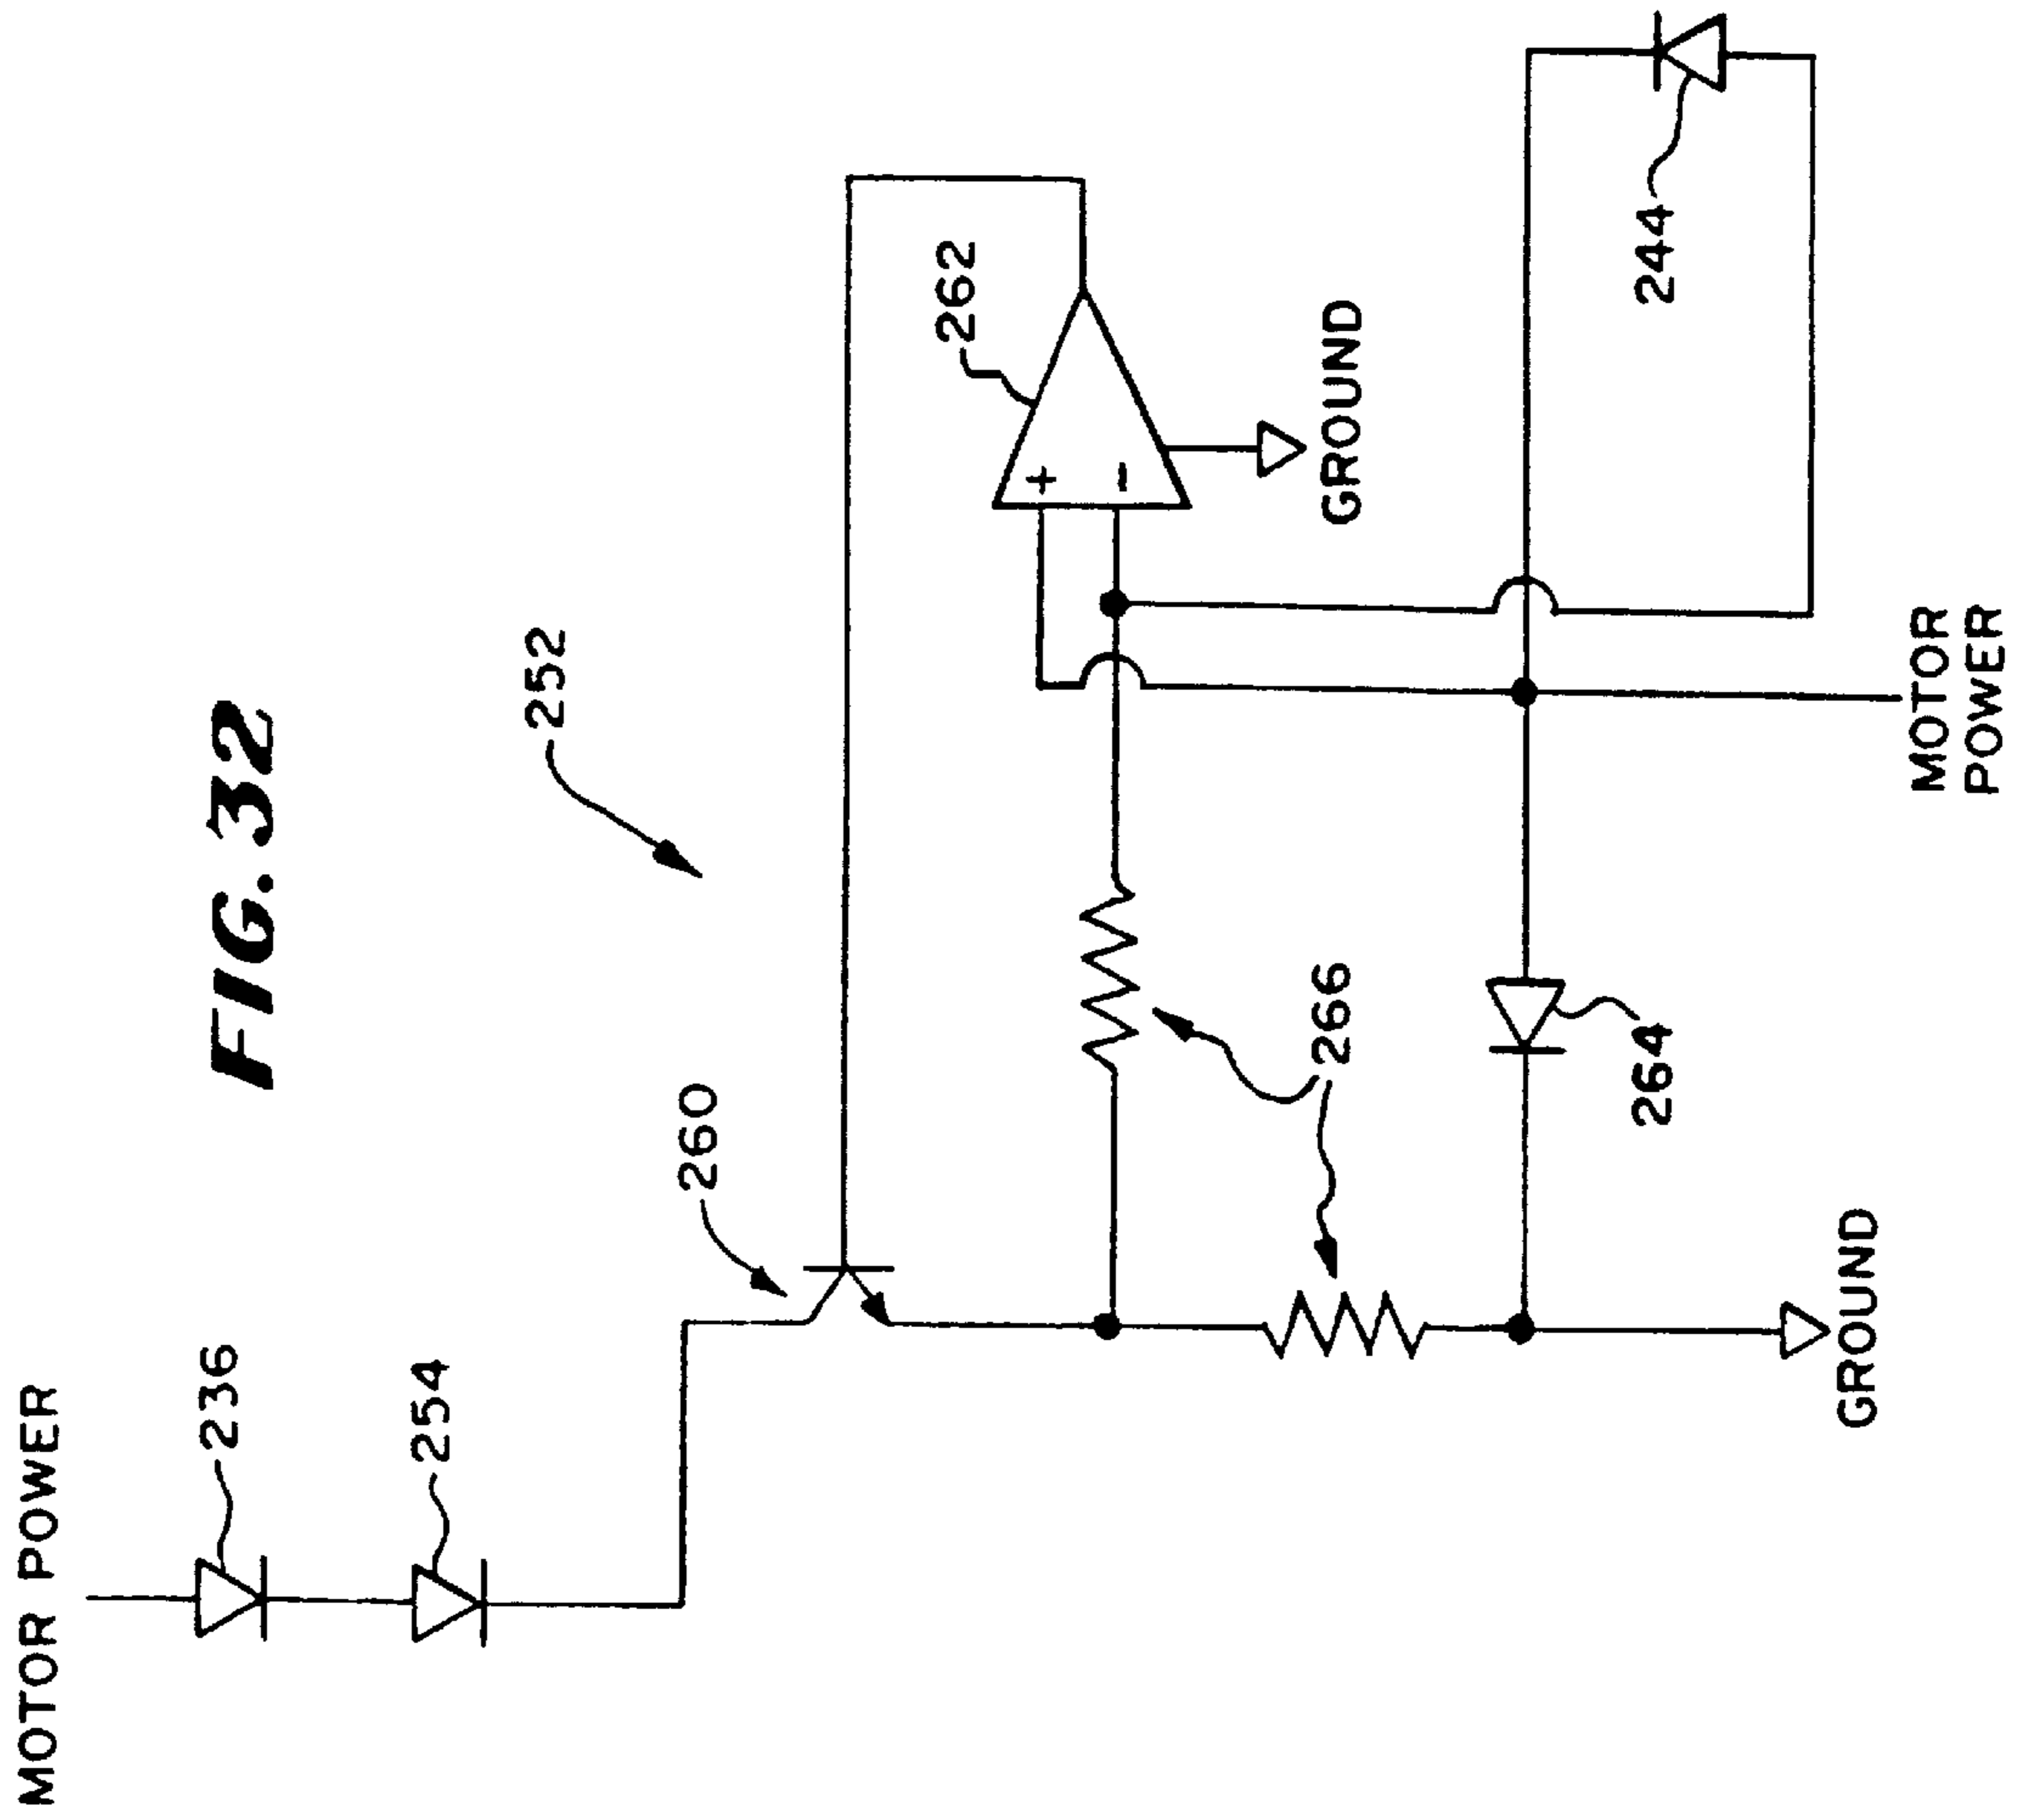 FIG. 32
MOTOR POWER
236
254
260
252
262
+
-
GROUND
266
264
244
GROUND
MOTOR
POWER